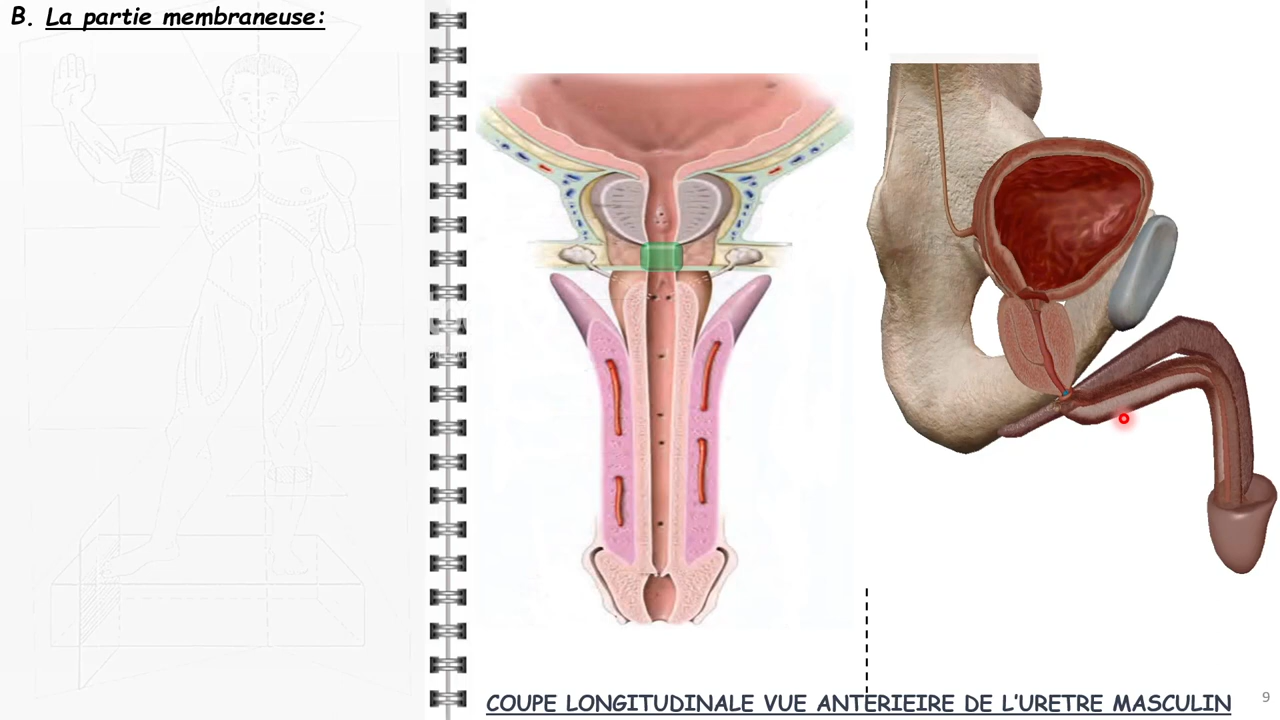 B. La partie membraneuse:
COUPE LONGITUDINALE VUE ANTERIEIRE DE L'URETRE MASCULIN
9